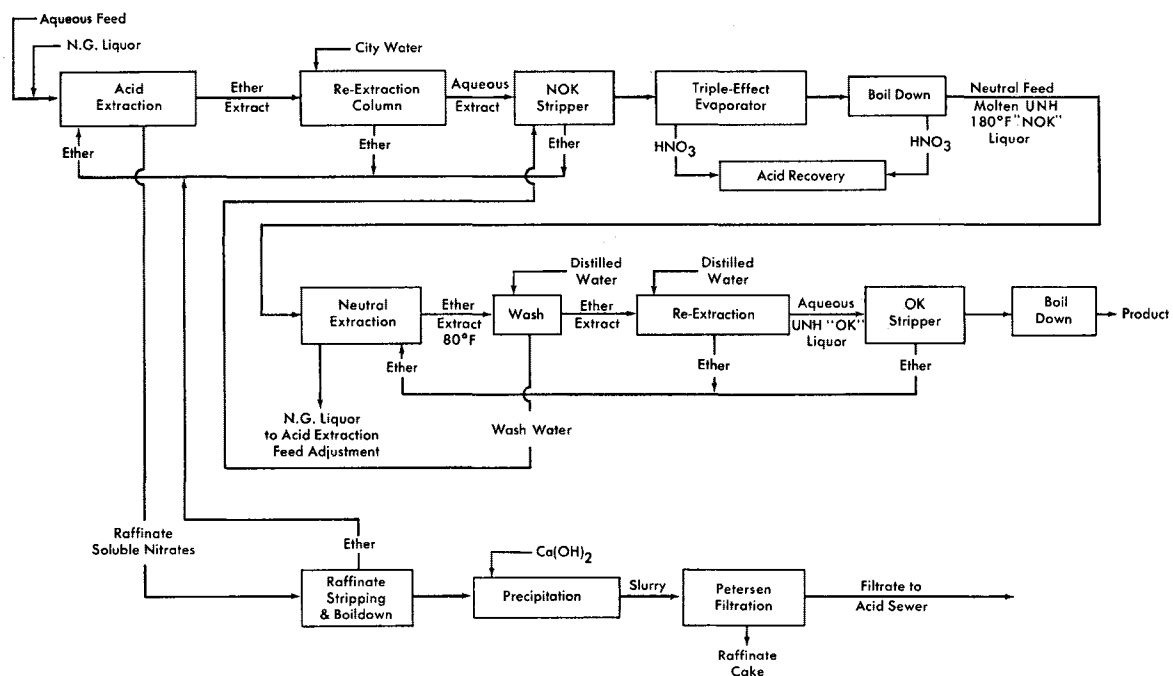 Aqueous Feed
N.G. Liquor
City Water
Acid
Extraction
Ether
Extract
Re-Extraction
Column
Aqueous
Extract
NOK
Stripper
Triple-Effect
Evaporator
Boil Down
Neutral Feed
Molten UNH
180°F "NOK"
Liquor
Ether
Ether
Ether
HNO3
HNO3
Acid Recovery
Distilled
Water
Distilled
Water
Neutral
Extraction
Ether
Extract
80°F
Wash
Ether
Extract
Re-Extraction
Aqueous
UNH "OK"
Liquor
OK
Stripper
Boil
Down
Product
Ether
Ether
Ether
N.G. Liquor
to Acid Extraction
Feed Adjustment
Wash Water
Raffinate
Soluble Nitrates
Ether
Raffinate
Stripping
& Boildown
Ca(OH)2
Precipitation
Slurry
Petersen
Filtration
Filtrate to
Acid Sewer
Raffinate
Cake